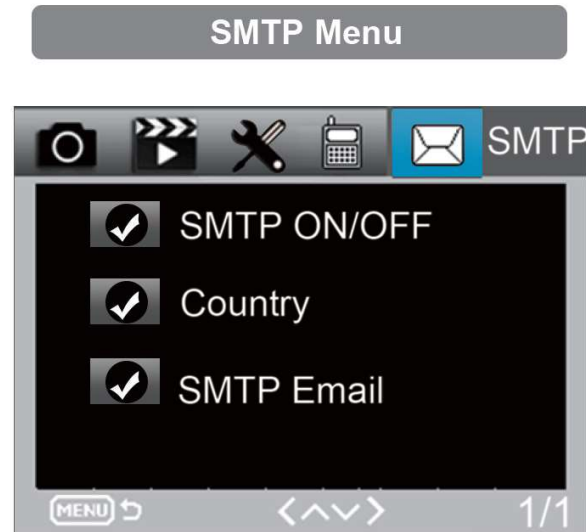 SMTP Menu
SMTP
SMTP ON/OFF
Country
SMTP Email
MENU
1/1